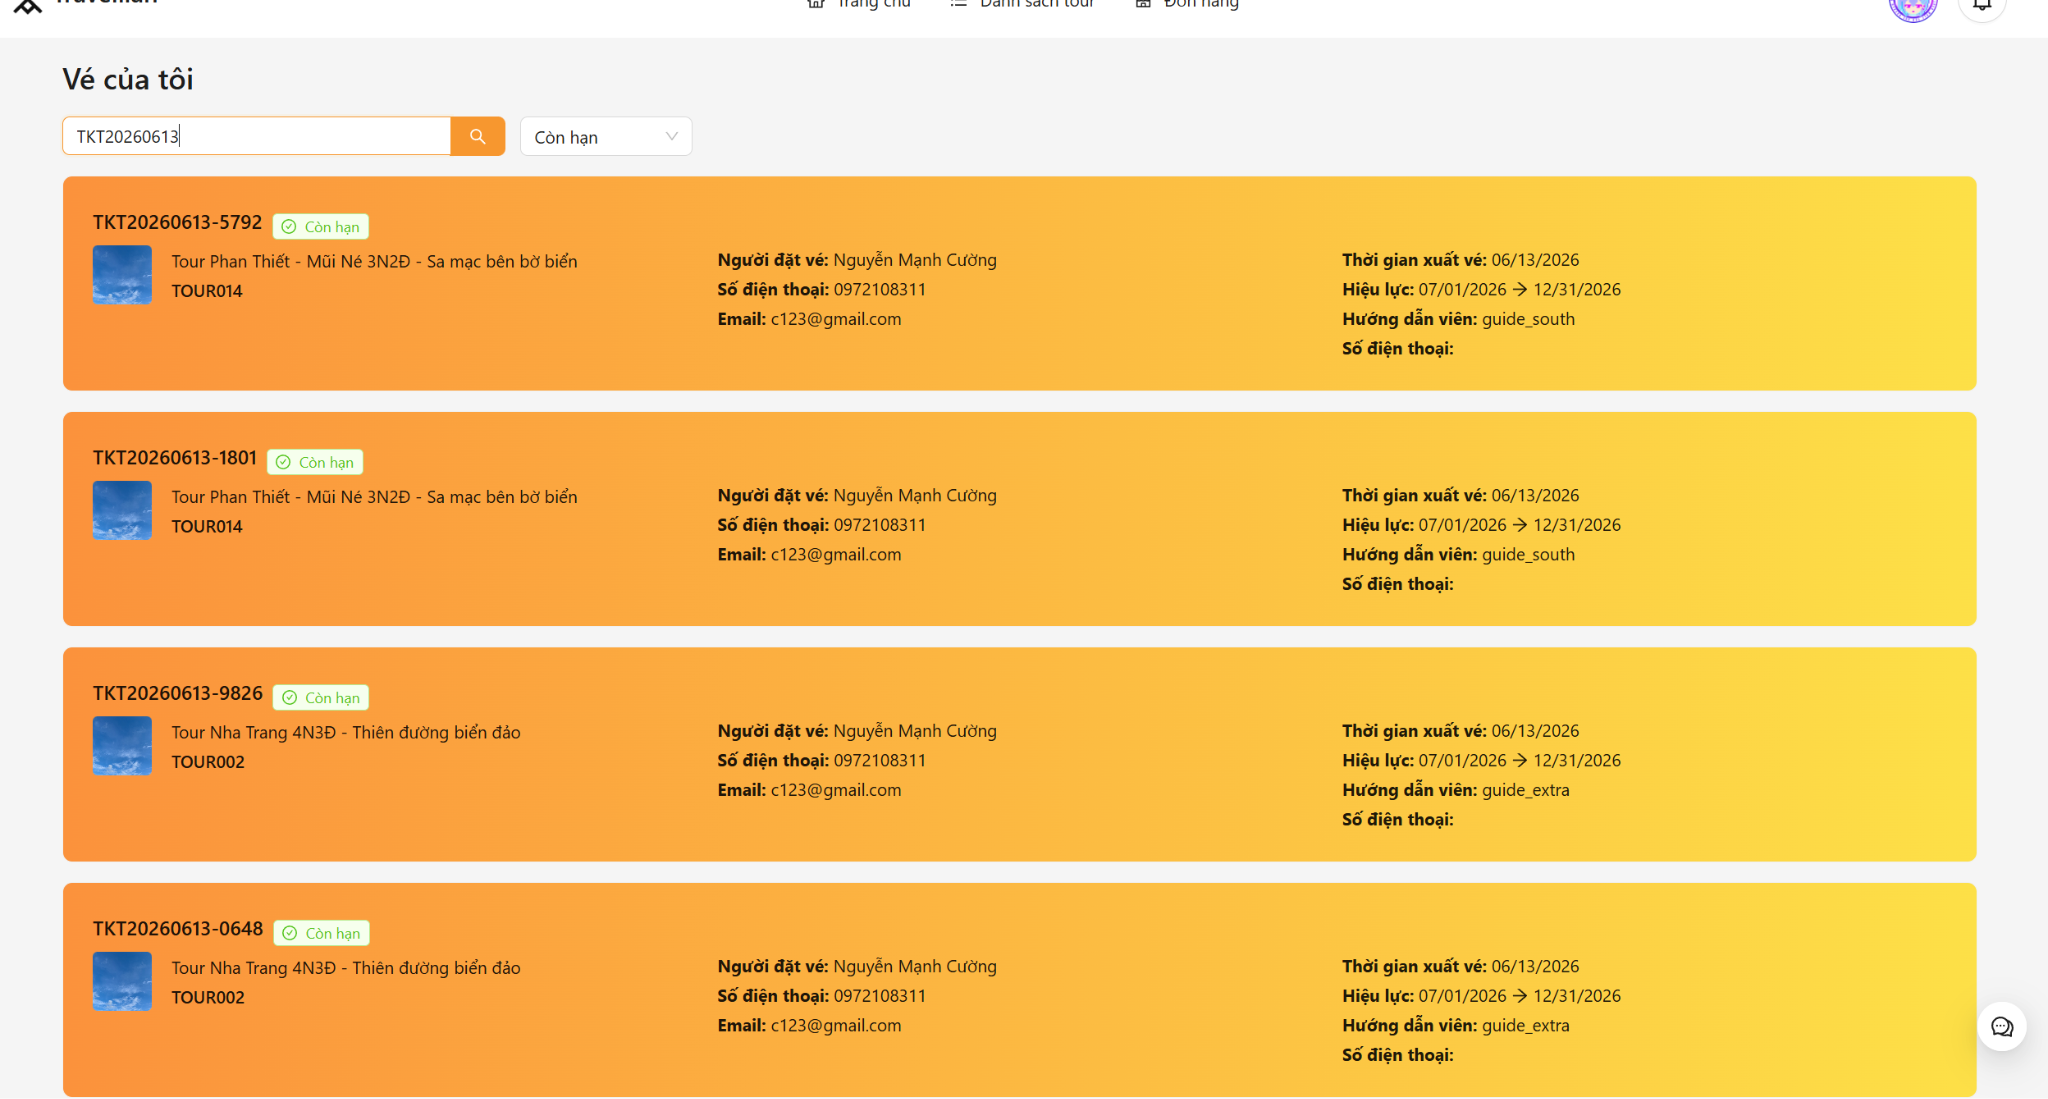 Vé của tôi
TKT20260613
Còn hạn
TKT20260613-5792 Còn hạn
Tour Phan Thiết - Mũi Né 3N2Đ - Sa mạc bên bờ biển
TOUR014
Người đặt vé: Nguyễn Mạnh Cường
Số điện thoại: 0972108311
Email: c123@gmail.com
Thời gian xuất vé: 06/13/2026
Hiệu lực: 07/01/2026 → 12/31/2026
Hướng dẫn viên: guide_south
Số điện thoại:
TKT20260613-1801 Còn hạn
Tour Phan Thiết - Mũi Né 3N2Đ - Sa mạc bên bờ biển
TOUR014
Người đặt vé: Nguyễn Mạnh Cường
Số điện thoại: 0972108311
Email: c123@gmail.com
Thời gian xuất vé: 06/13/2026
Hiệu lực: 07/01/2026 → 12/31/2026
Hướng dẫn viên: guide_south
Số điện thoại:
TKT20260613-9826 Còn hạn
Tour Nha Trang 4N3Đ - Thiên đường biển đảo
TOUR002
Người đặt vé: Nguyễn Mạnh Cường
Số điện thoại: 0972108311
Email: c123@gmail.com
Thời gian xuất vé: 06/13/2026
Hiệu lực: 07/01/2026 → 12/31/2026
Hướng dẫn viên: guide_extra
Số điện thoại:
TKT20260613-0648 Còn hạn
Tour Nha Trang 4N3Đ - Thiên đường biển đảo
TOUR002
Người đặt vé: Nguyễn Mạnh Cường
Số điện thoại: 0972108311
Email: c123@gmail.com
Thời gian xuất vé: 06/13/2026
Hiệu lực: 07/01/2026 → 12/31/2026
Hướng dẫn viên: guide_extra
Số điện thoại: